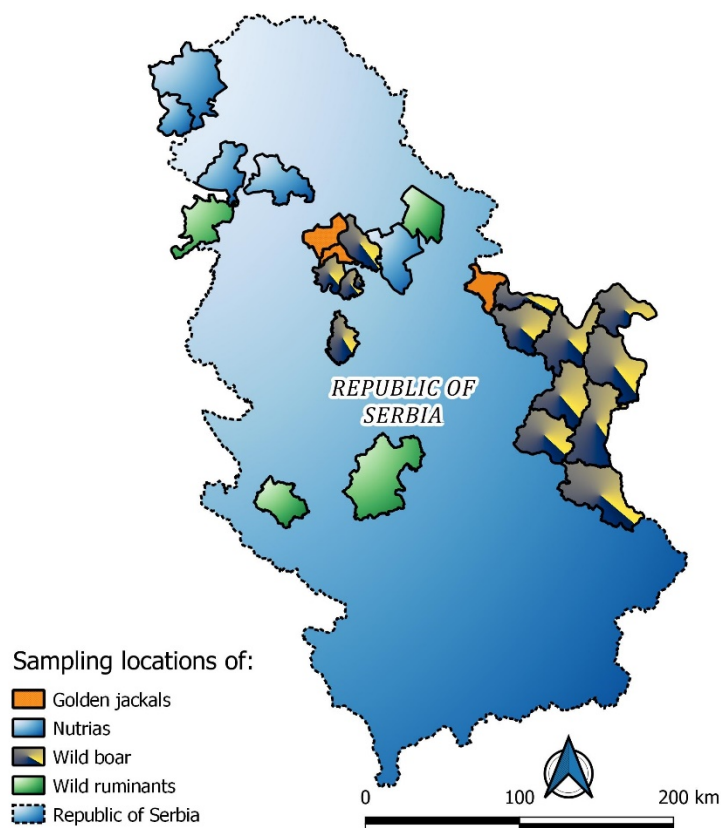 REPUBLIC OF
SERBIA
Sampling locations of:
Golden jackals
Nutrias
Wild boar
Wild ruminants
Republic of Serbia
0 100 200 km